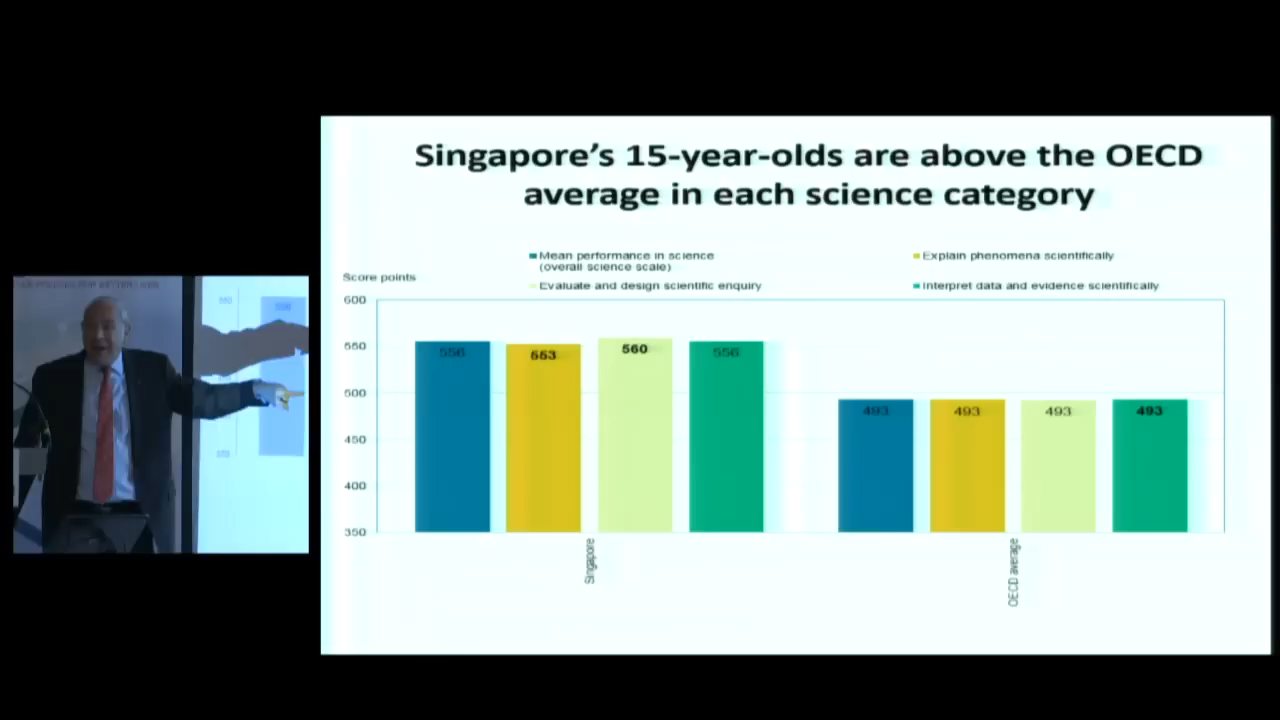 Singapore’s 15-year-olds are above the OECD
average in each science category
Mean performance in science
(overall science scale)
Explain phenomena scientifically
Score points
Evaluate and design scientific enquiry
Interpret data and evidence scientifically
600
550
500
450
400
350
556
553
560
556
493
493
493
493
Singapore
OECD average